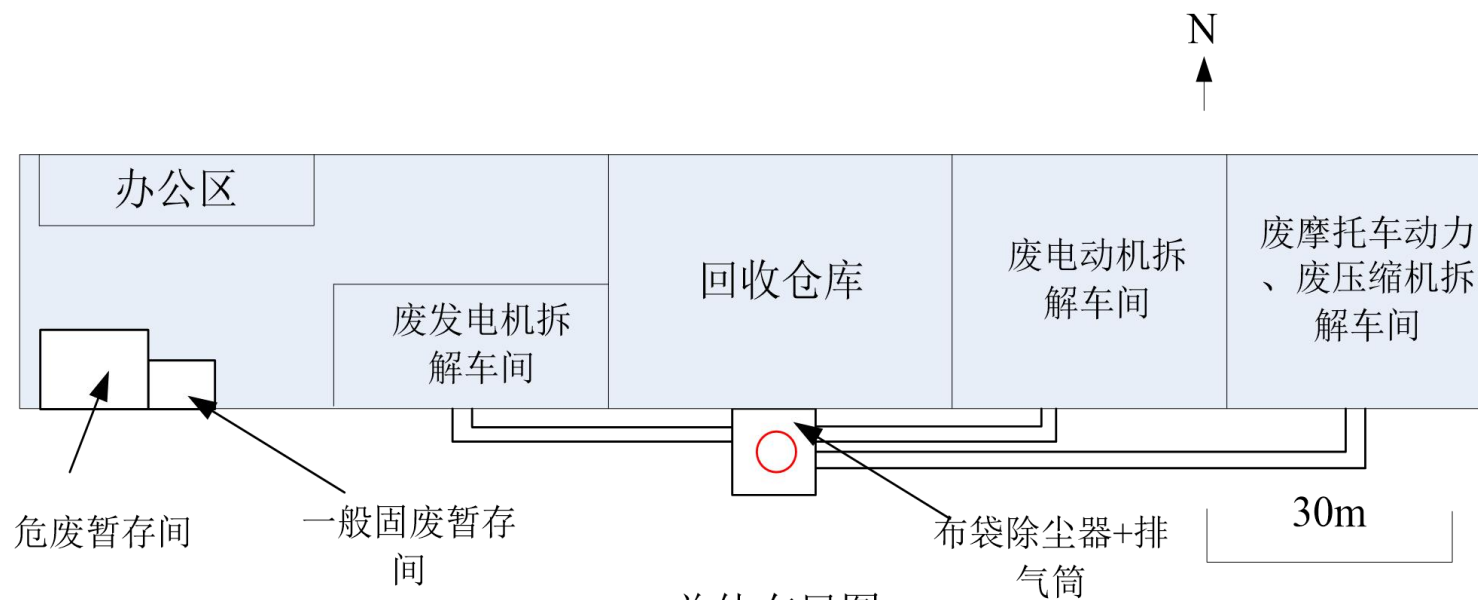 N
办公区
废发电机拆
解车间
回收仓库
废电动机拆
解车间
废摩托车动力
、废压缩机拆
解车间
危废暂存间
一般固废暂存
间
布袋除尘器+排
气筒
30m